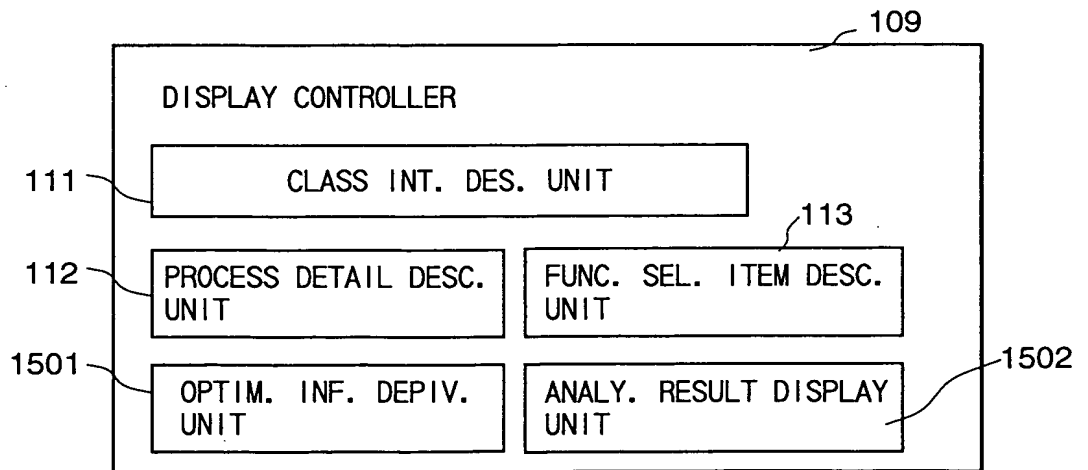 109
DISPLAY CONTROLLER
111
CLASS INT. DES. UNIT
113
112
PROCESS DETAIL DESC.
UNIT
FUNC. SEL. ITEM DESC.
UNIT
1501
1502
OPTIM. INF. DEPIV.
UNIT
ANALY. RESULT DISPLAY
UNIT